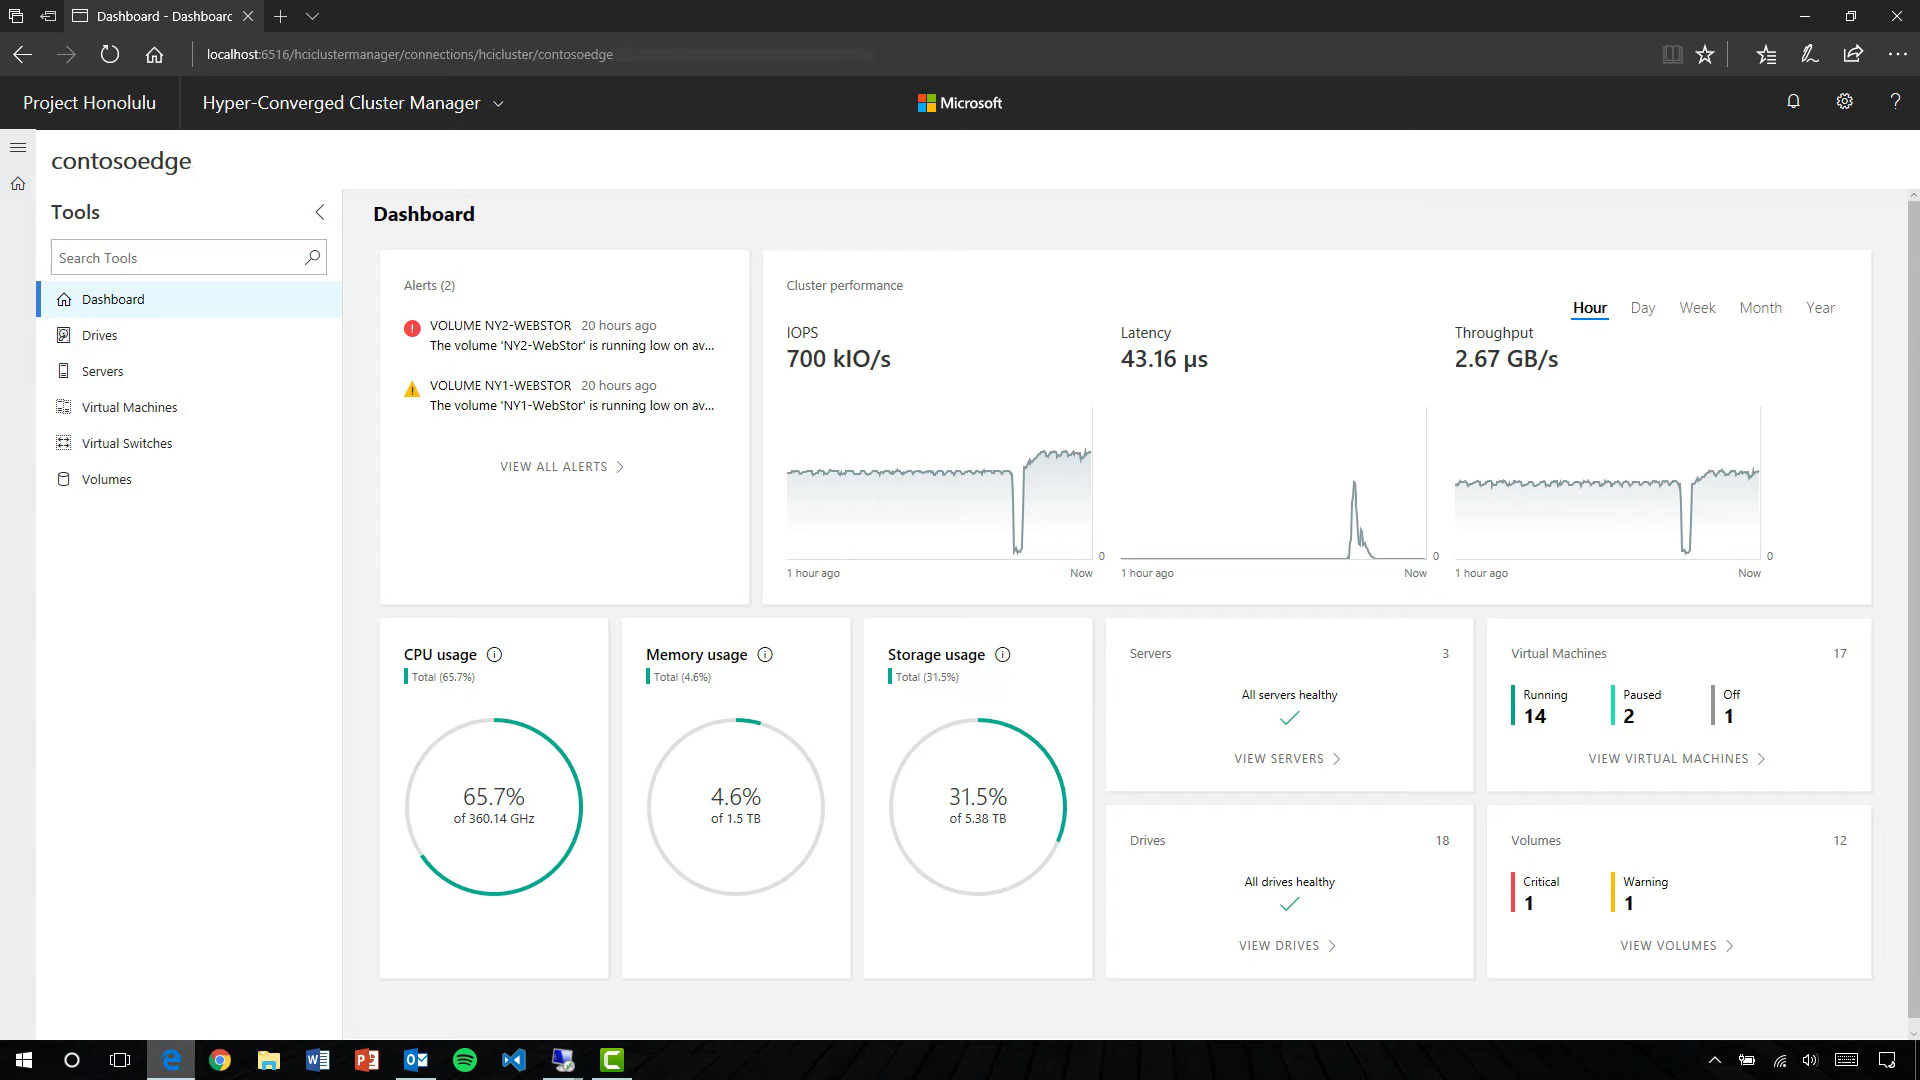 Dashboard - Dashboard
localhost:6516/hciclustermanager/connections/hcicluster/contosoedge
Project Honolulu
Hyper-Converged Cluster Manager
Microsoft
contosoedge
Tools
Search Tools
Dashboard
Drives
Servers
Virtual Machines
Virtual Switches
Volumes
Dashboard
Alerts (2)
VOLUME NY2-WEBSTOR 20 hours ago
The volume 'NY2-WebStor' is running low on av...
VOLUME NY1-WEBSTOR 20 hours ago
The volume 'NY1-WebStor' is running low on av...
VIEW ALL ALERTS
Cluster performance
Hour Day Week Month Year
IOPS
700 kIO/s
0
1 hour ago Now
Latency
43.16 µs
0
1 hour ago Now
Throughput
2.67 GB/s
0
1 hour ago Now
CPU usage
Total (65.7%)
65.7%
of 360.14 GHz
Memory usage
Total (4.6%)
4.6%
of 1.5 TB
Storage usage
Total (31.5%)
31.5%
of 5.38 TB
Servers 3
All servers healthy
VIEW SERVERS
Virtual Machines 17
Running Paused Off
14 2 1
VIEW VIRTUAL MACHINES
Drives 18
All drives healthy
VIEW DRIVES
Volumes 12
Critical Warning
1 1
VIEW VOLUMES